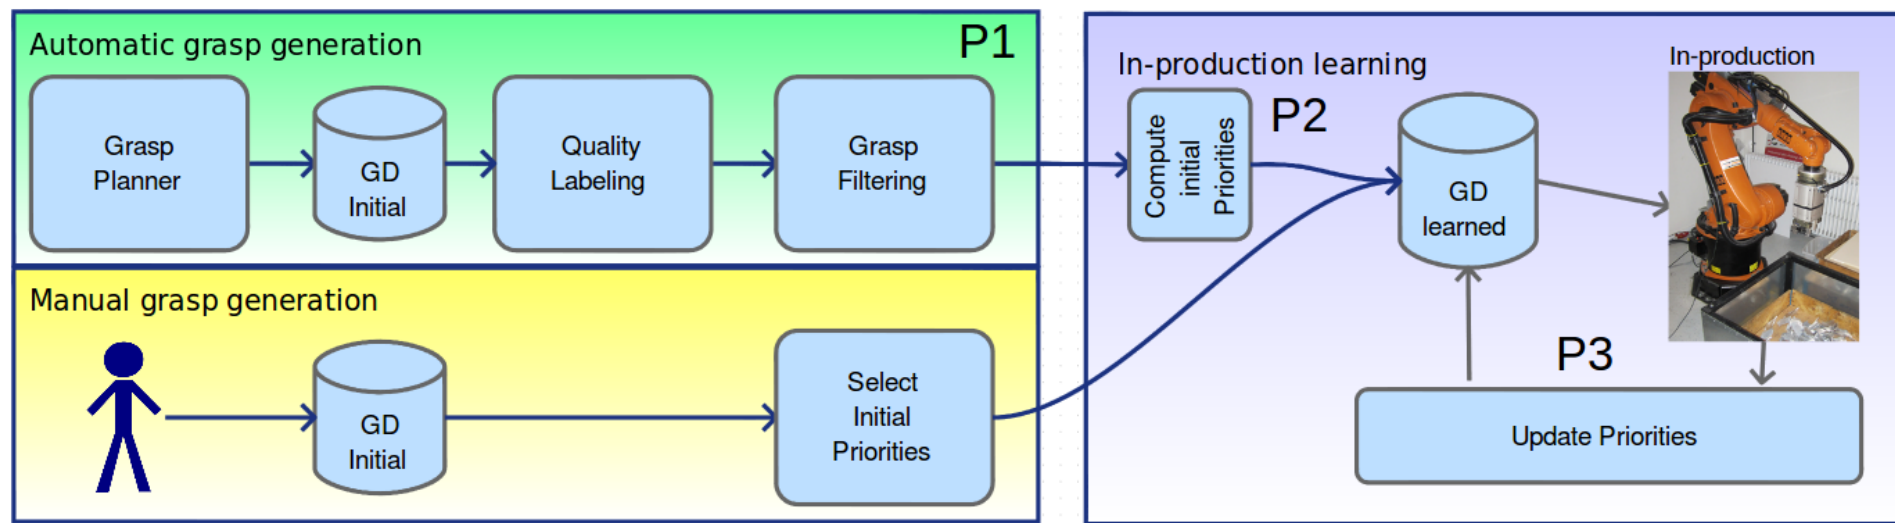 Automatic grasp generation
P1
Grasp
Planner
GD
Initial
Quality
Labeling
Grasp
Filtering
Manual grasp generation
GD
Initial
Select
Initial
Priorities
In-production learning
Compute
initial
Priorities
P2
GD
learned
In-production
P3
Update Priorities